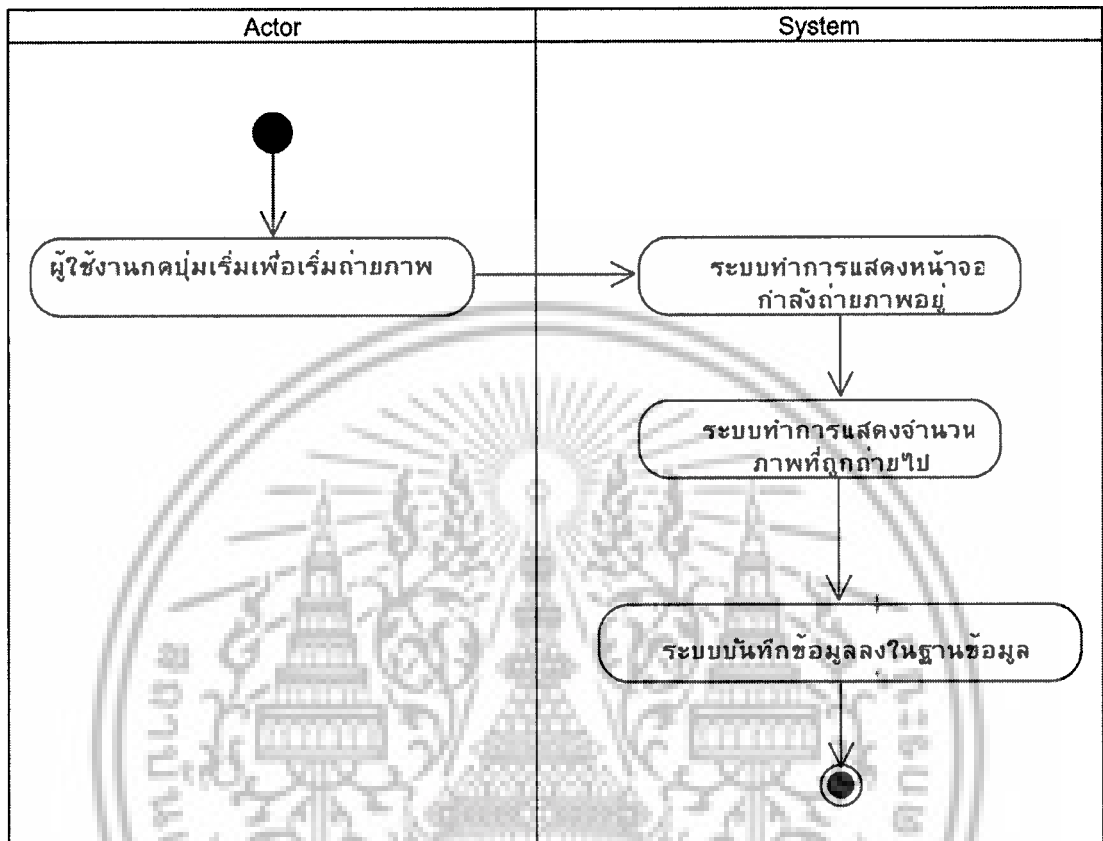 Actor
System
ผู้ใช้งานกดปุ่มเริ่มเพื่อเริ่มถ่ายภาพ
ระบบทำการแสดงหน้าจอ
กำลังถ่ายภาพอยู่
ระบบทำการแสดงจำนวน
ภาพที่ถูกถ่ายไป
ระบบบันทึกข้อมูลลงในฐานข้อมูล